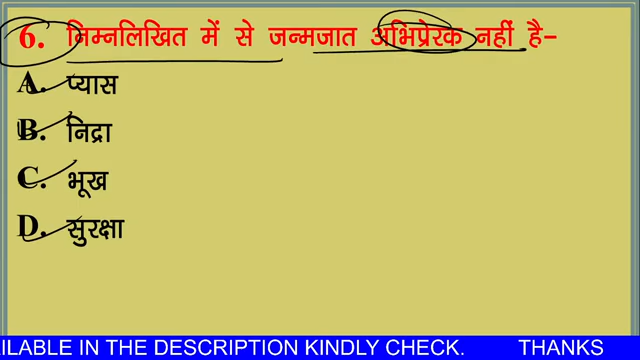 6. निम्नलिखित में से जन्मजात अभिप्रेरक नहीं है-
A. प्यास
B. निद्रा
C. भूख
D. सुरक्षा
ILABLE IN THE DESCRIPTION KINDLY CHECK. THANKS